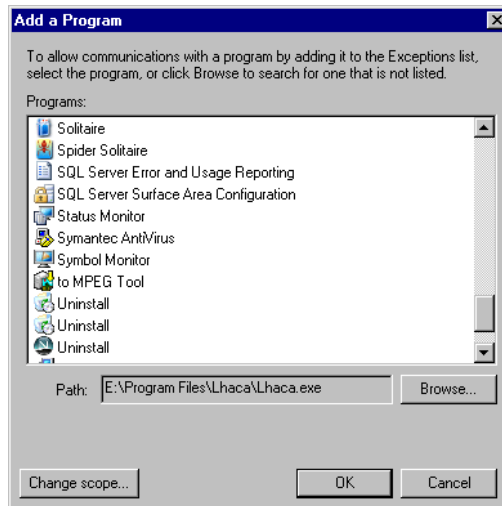 Add a Program
To allow communications with a program by adding it to the Exceptions list,
select the program, or click Browse to search for one that is not listed.
Programs:
Solitaire
Spider Solitaire
SQL Server Error and Usage Reporting
SQL Server Surface Area Configuration
Status Monitor
Symantec AntiVirus
Symbol Monitor
to MPEG Tool
Uninstall
Uninstall
Uninstall
Path: E:\Program Files\Lhaca\Lhaca.exe Browse...
Change scope... OK Cancel